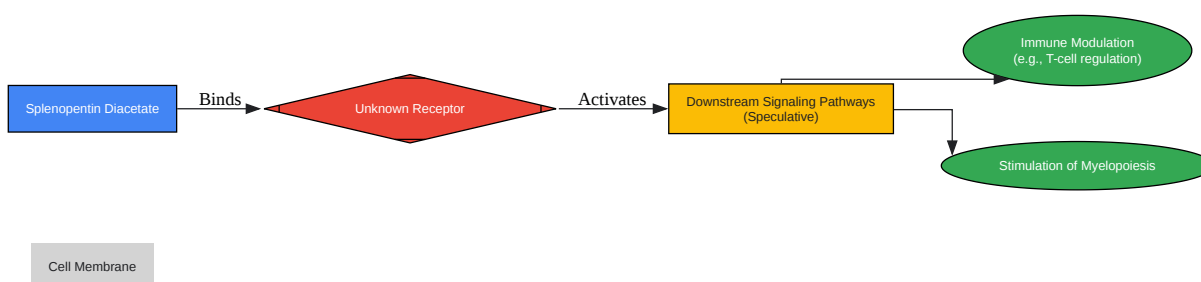 Splenopentin Diacetate
Binds
Unknown Receptor
Activates
Downstream Signaling Pathways
(Speculative)
Immune Modulation
(e.g., T-cell regulation)
Stimulation of Myelopoiesis
Cell Membrane